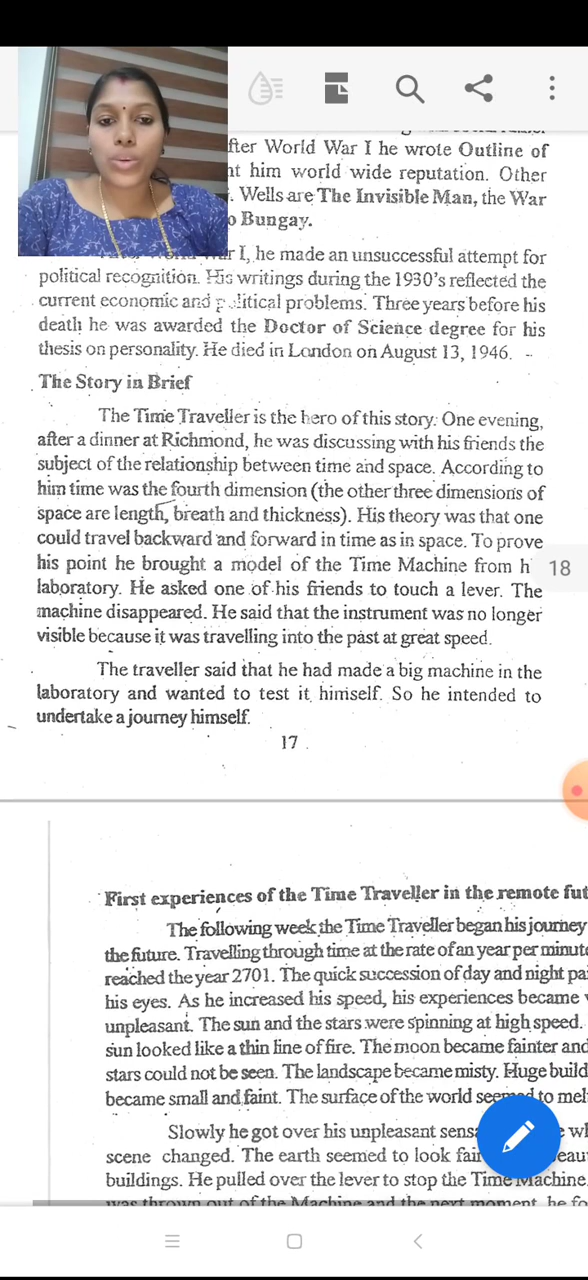 fter World War I he wrote Outline of
him world wide reputation. Other
Wells are The Invisible Man, the War
Bungay.
I, he made an unsuccessful attempt for
political recognition. His writings during the 1930's reflected the
current economic and political problems. Three years before his
death he was awarded the Doctor of Science degree for his
thesis on personality. He died in London on August 13, 1946.
The Story in Brief
The Time Traveller is the hero of this story. One evening,
after a dinner at Richmond, he was discussing with his friends the
subject of the relationship between time and space. According to
him time was the fourth dimension (the other three dimensions of
space are length, breath and thickness). His theory was that one
could travel backward and forward in time as in space. To prove
his point he brought a model of the Time Machine from h
18
laboratory. He asked one of his friends to touch a lever. The
machine disappeared. He said that the instrument was no longer
visible because it was travelling into the past at great speed.
The traveller said that he had made a big machine in the
laboratory and wanted to test it himself. So he intended to
undertake a journey himself.
17
First experiences of the Time Traveller in the remote fut
The following week the Time Traveller began his journey
the future. Travelling through time at the rate of an year per minut
reached the year 2701. The quick succession of day and night pa
his eyes. As he increased his speed, his experiences became
unpleasant. The sun and the stars were spinning at high speed.
sun looked like a thin line of fire. The moon became fainter and
stars could not be seen. The landscape became misty. Huge build
became small and faint. The surface of the world seemed to mel
Slowly he got over his unpleasant sens
scene changed. The earth seemed to look fair eau
buildings. He pulled over the lever to stop the Time Machine.
was thrown out of the Machine and the next moment, he fo